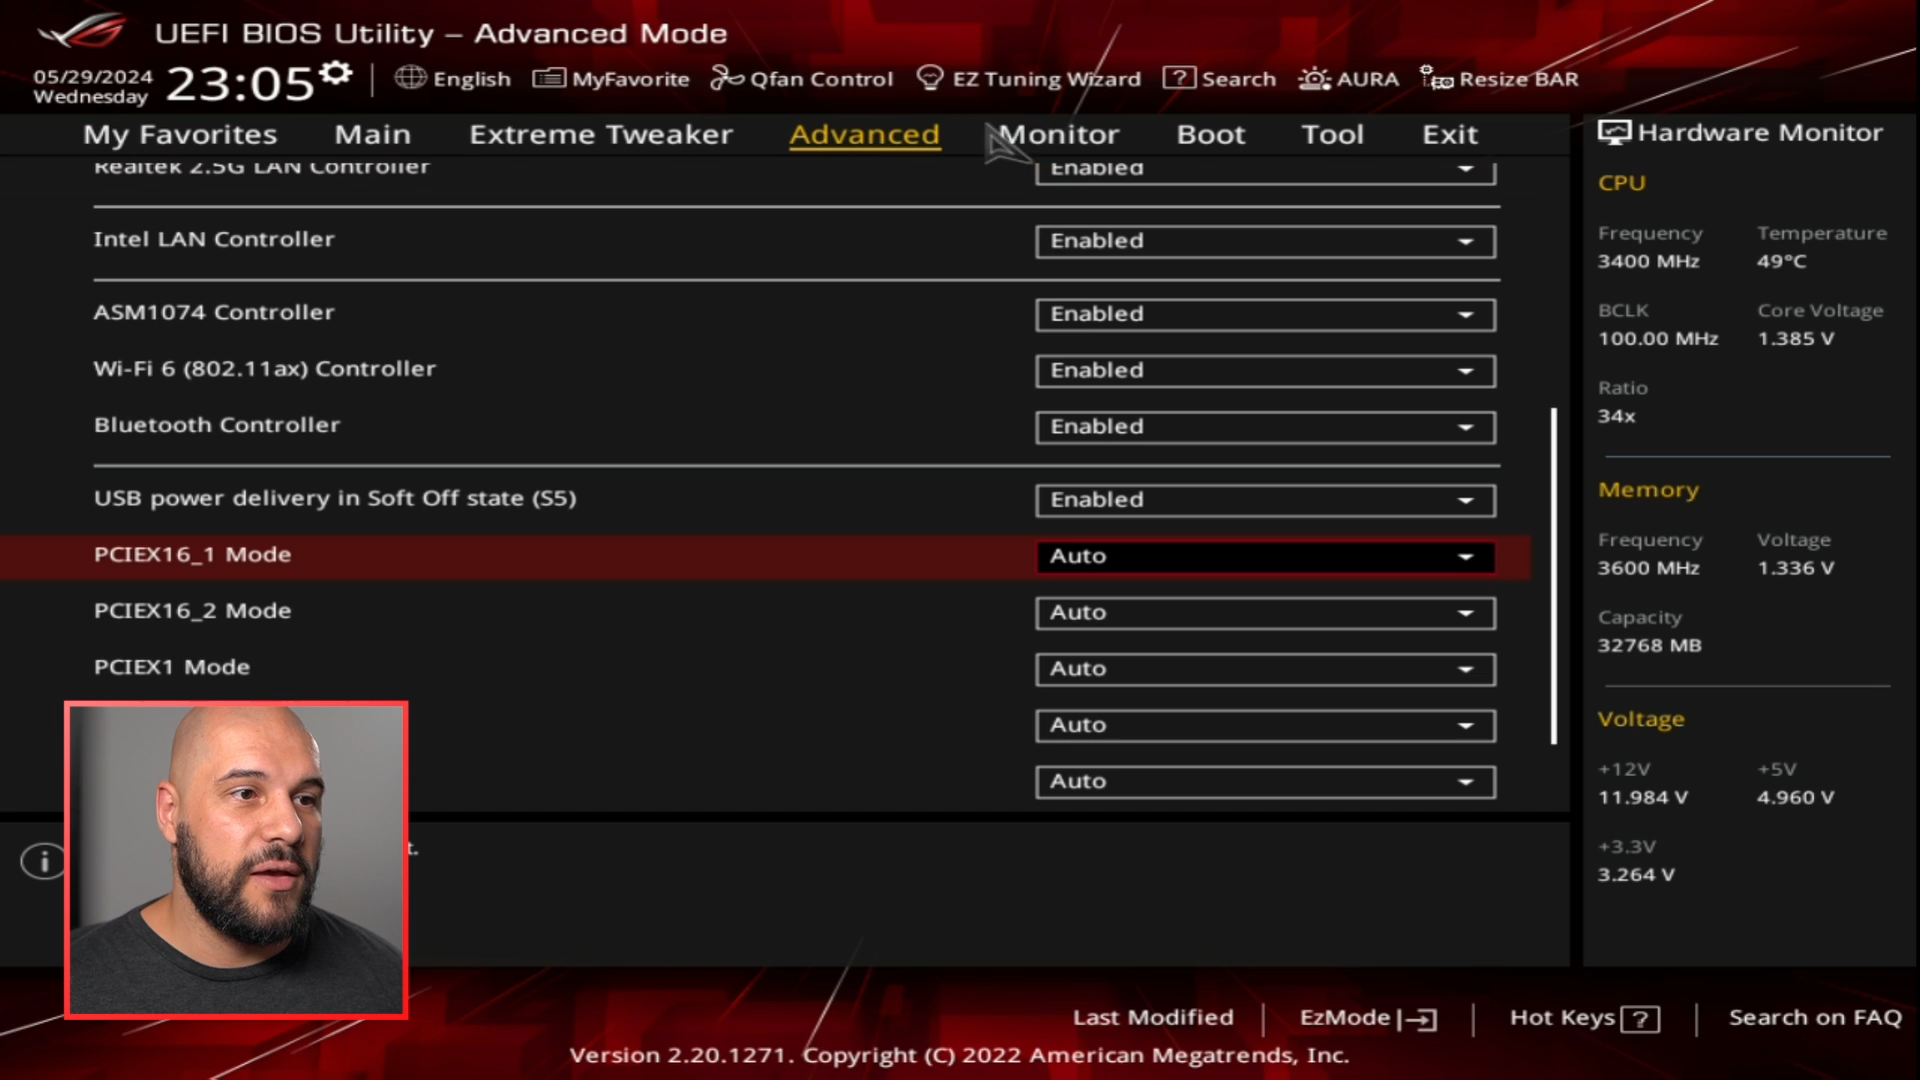 UEFI BIOS Utility – Advanced Mode
05/29/2024
Wednesday
23:05
English
MyFavorite
Qfan Control
EZ Tuning Wizard
? Search
AURA
Resize BAR
My Favorites
Main
Extreme Tweaker
Advanced
Monitor
Boot
Tool
Exit
Realtek 2.5G LAN Controller
Enabled
Intel LAN Controller
Enabled
ASM1074 Controller
Enabled
Wi-Fi 6 (802.11ax) Controller
Enabled
Bluetooth Controller
Enabled
USB power delivery in Soft Off state (S5)
Enabled
PCIEX16_1 Mode
Auto
PCIEX16_2 Mode
Auto
PCIEX1 Mode
Auto
Auto
Auto
i
t.
Hardware Monitor
CPU
Frequency
Temperature
3400 MHz
49°C
BCLK
Core Voltage
100.00 MHz
1.385 V
Ratio
34x
Memory
Frequency
Voltage
3600 MHz
1.336 V
Capacity
32768 MB
Voltage
+12V
+5V
11.984 V
4.960 V
+3.3V
3.264 V
Last Modified
EzMode
Hot Keys ?
Search on FAQ
Version 2.20.1271. Copyright (C) 2022 American Megatrends, Inc.